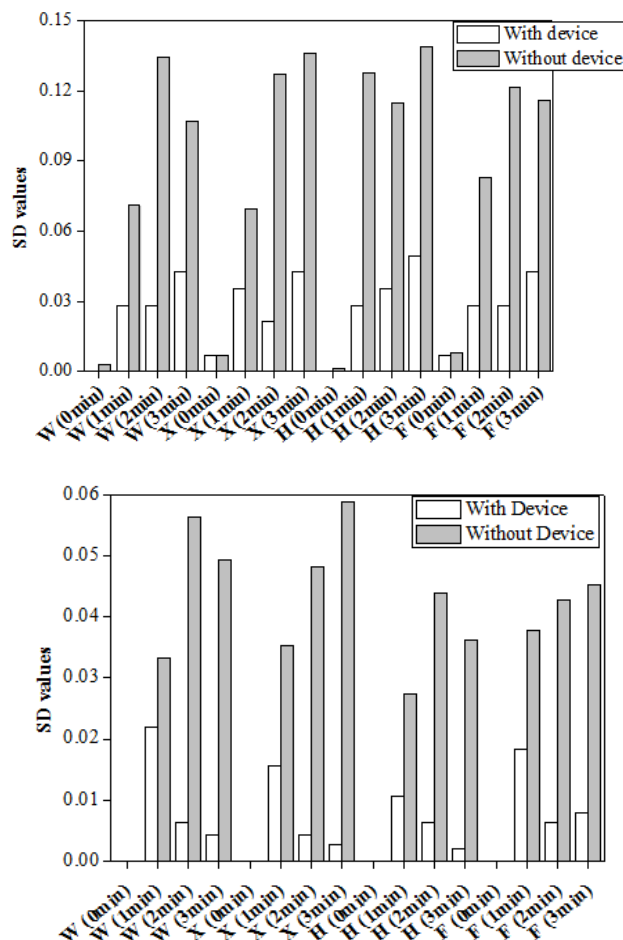 0.15
0.12
0.09
0.06
0.03
0.00
SD values
With device
Without device
W (0min)
W (1min)
W (2min)
W (3min)
X (0min)
X (1min)
X (2min)
X (3min)
H (0min)
H (1min)
H (2min)
H (3min)
F (0min)
F (1min)
F (2min)
F (3min)
0.06
0.05
0.04
0.03
0.02
0.01
0.00
SD values
With Device
Without Device
W (0min)
W (1min)
W (2min)
W (3min)
X (0min)
X (1min)
X (2min)
X (3min)
H (0min)
H (1min)
H (2min)
H (3min)
F (0min)
F (1min)
F (2min)
F (3min)